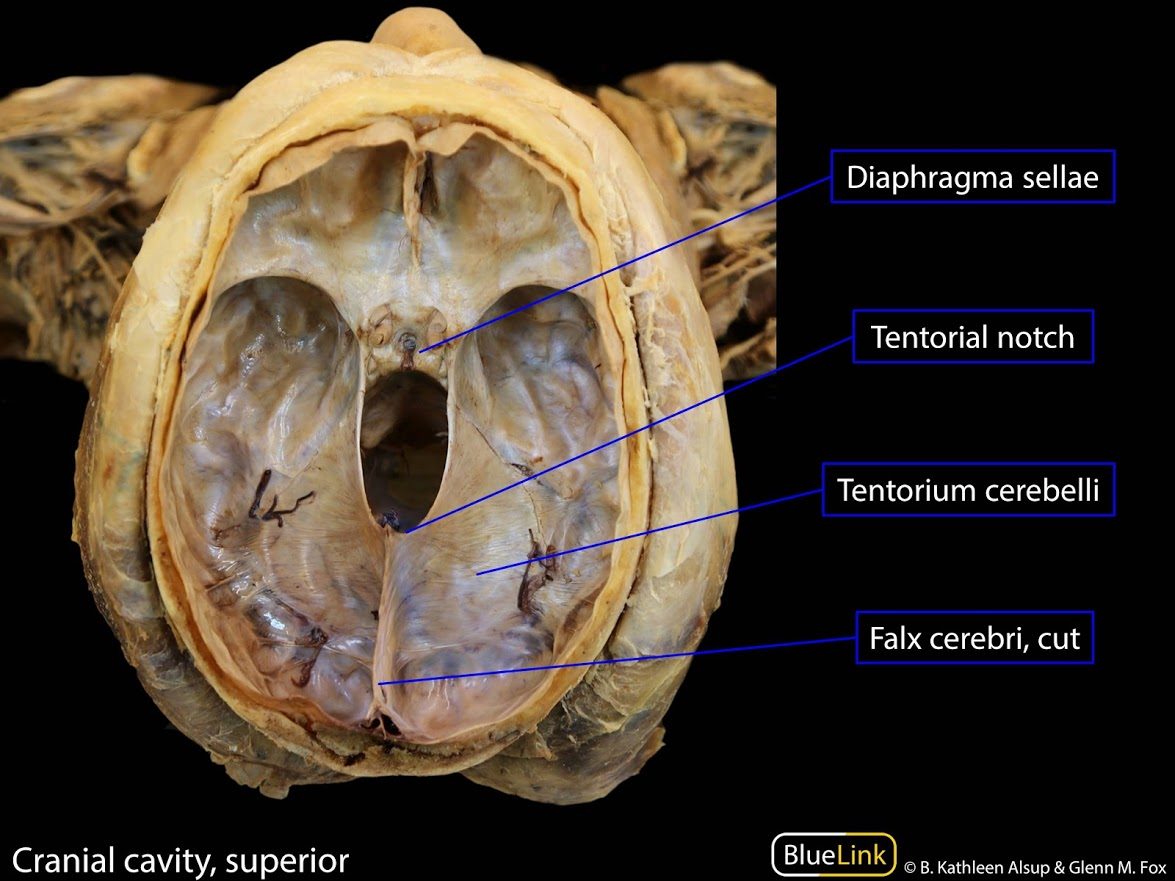 Diaphragma sellae
Tentorial notch
Tentorium cerebelli
Falx cerebri, cut
Cranial cavity, superior
BlueLink
© B. Kathleen Alsup & Glenn M. Fox